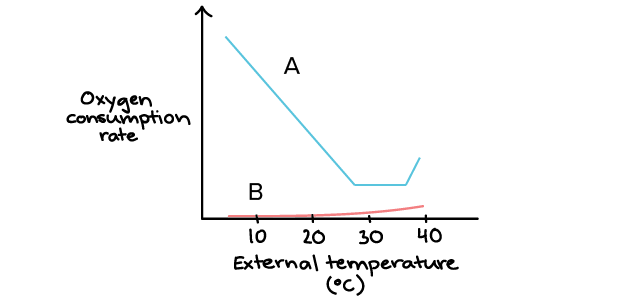 A
Oxygen
consumption
rate
B
10 20 30 40
External temperature
(°C)